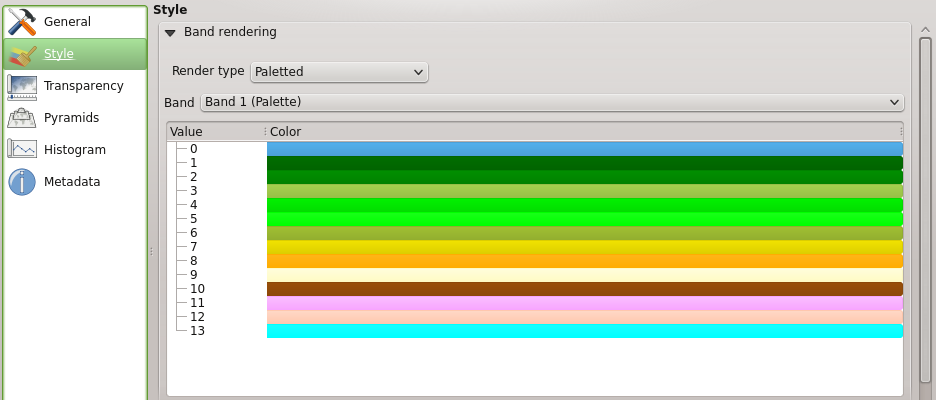 General
Style
Transparency
Pyramids
Histogram
Metadata
Style
Band rendering
Render type Paletted
Band Band 1 (Palette)
Value Color
0
1
2
3
4
5
6
7
8
9
10
11
12
13